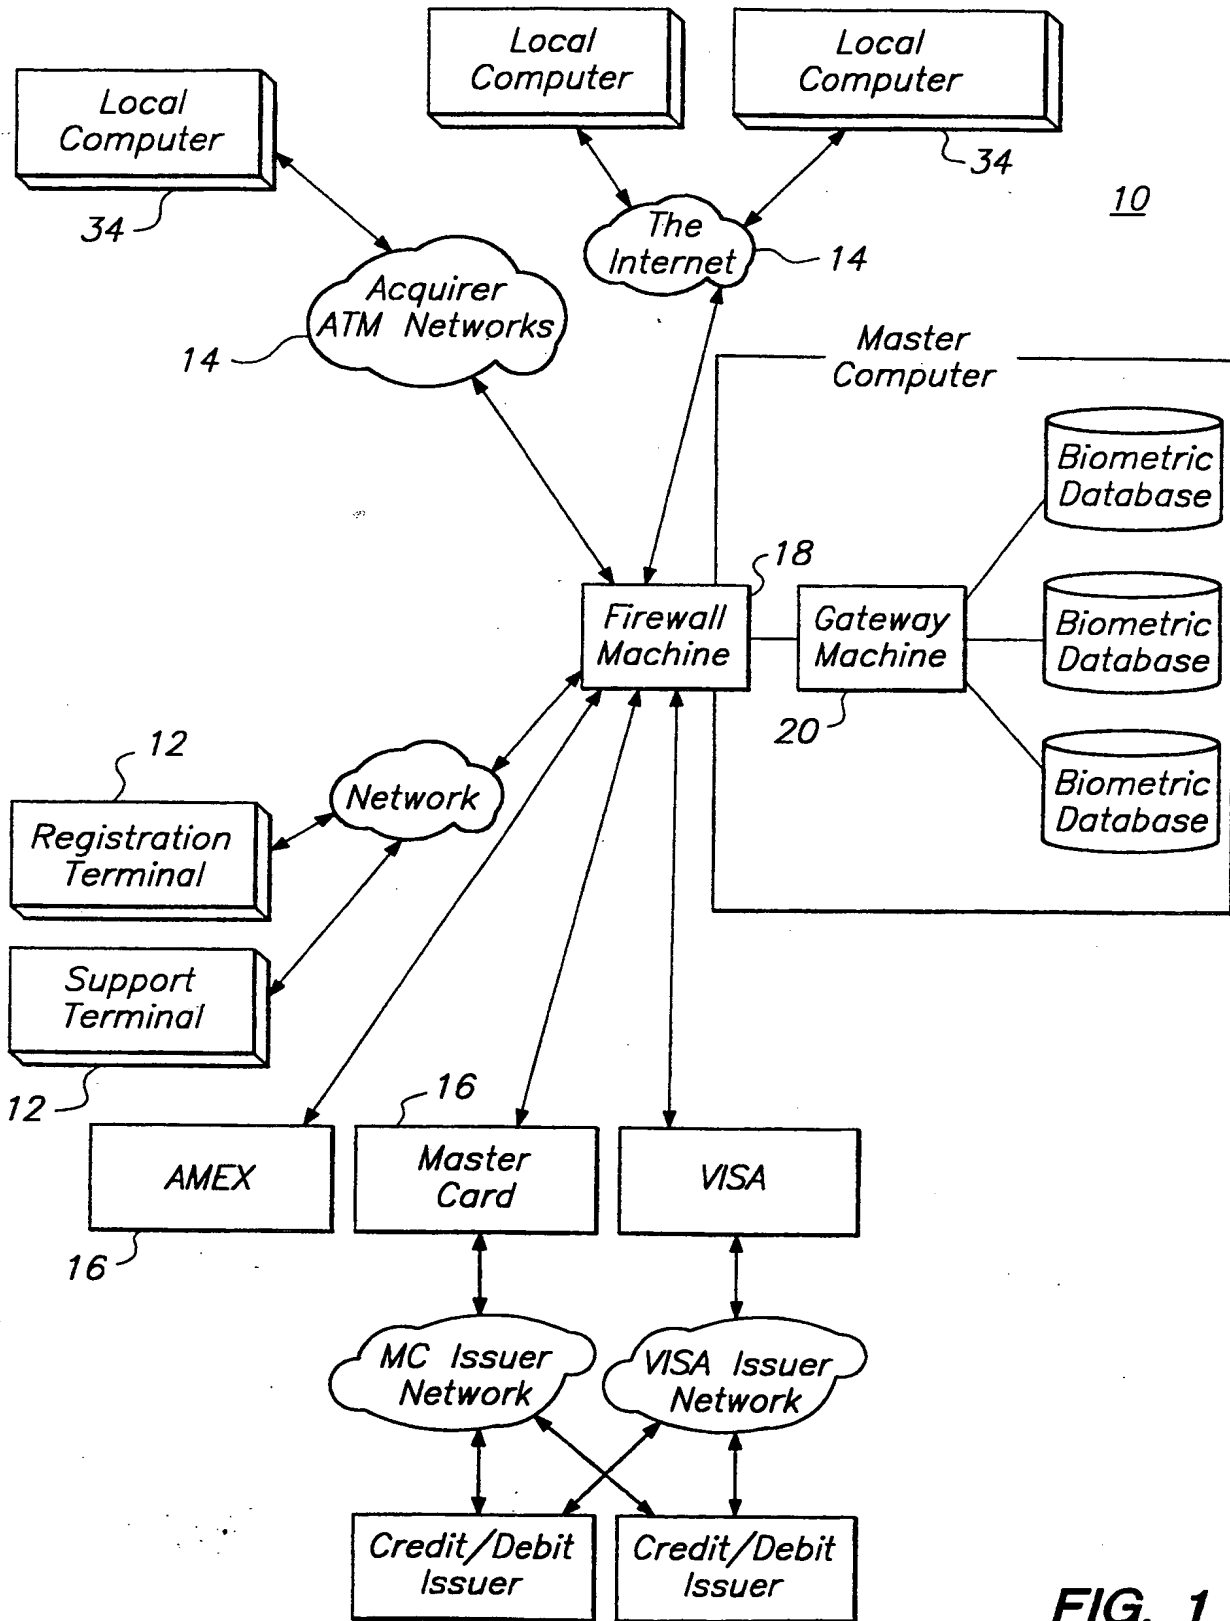 Local
Computer
Local
Computer
Local
Computer
34
34
10
The
Internet
14
Acquirer
ATM Networks
14
Master
Computer
Biometric
Database
18
Firewall
Machine
Gateway
Machine
20
Biometric
Database
Biometric
Database
12
Network
Registration
Terminal
Support
Terminal
12
16
AMEX
Master
Card
VISA
16
MC Issuer
Network
VISA Issuer
Network
Credit/Debit
Issuer
Credit/Debit
Issuer
FIG. 1